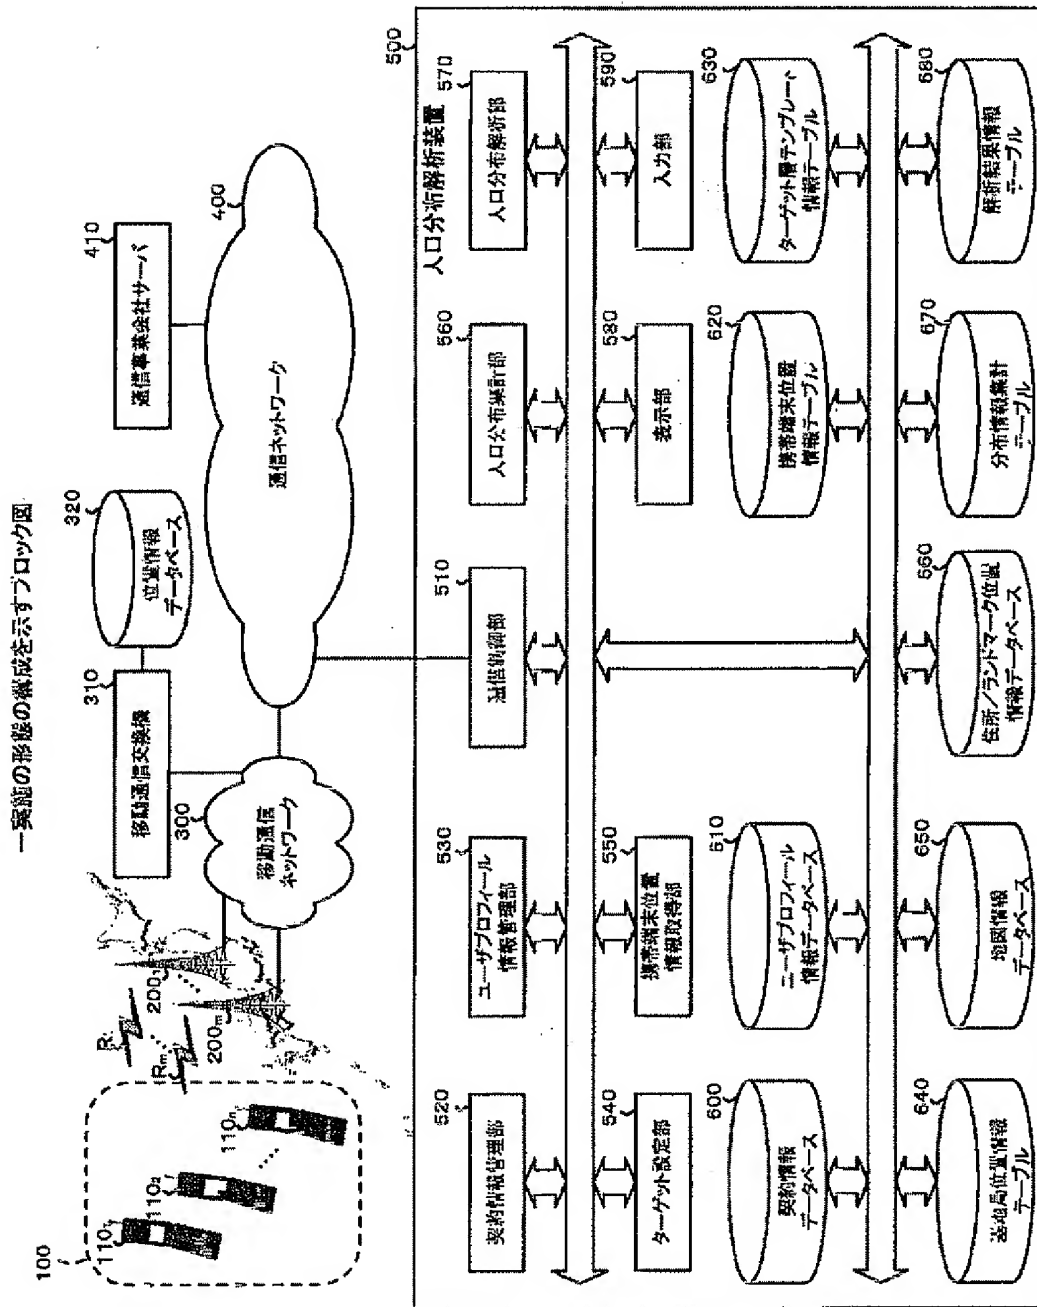 一実施の形態の構成を示すブロック図
100
110₁
110₂
110ₙ
R₁
Rₘ
200₁
200ₘ
移動通信
ネットワーク
300
移動通信交換機
310
位置情報
データベース
320
通信ネットワーク
400
通信事業会社サーバ
410
人口分布解析装置
500
契約情報管理部
520
ユーザプロフィール
情報管理部
530
通信制御部
510
人口分布集計部
560
人口分布解析部
570
ターゲット設定部
540
携帯端末位置
情報取得部
550
表示部
580
入力部
590
契約情報
データベース
600
ユーザプロフィール
情報データベース
610
携帯端末位置
情報テーブル
620
ターゲット層テンプレート
情報テーブル
630
基地局位置情報
テーブル
640
地図情報
データベース
650
住所/ランドマーク位置
情報データベース
660
分布情報集計
テーブル
670
解析結果情報
テーブル
680